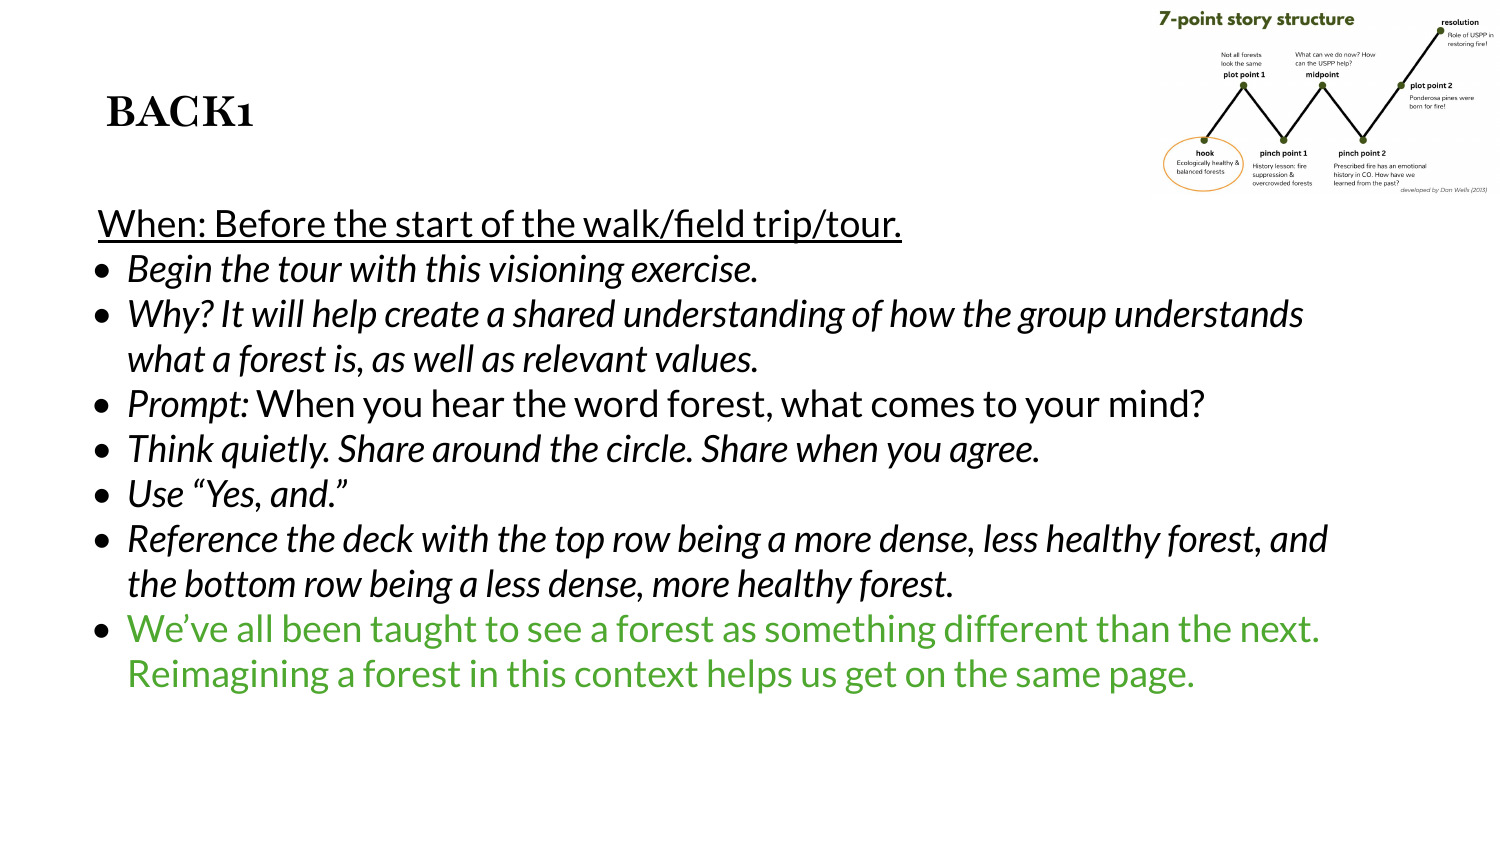 7-point story structure
resolution
Role of USPP in
restoring fire!
Not all forests
look the same
plot point 1
What can we do now? How
can the USPP help?
midpoint
plot point 2
Ponderosa pines were
born for fire!
hook
Ecologically healthy &
balanced forests
pinch point 1
History lesson: fire
suppression &
overcrowded forests
pinch point 2
Prescribed fire has an emotional
history in CO. How have we
learned from the past?
developed by Dan Wells (2013)
BACK1
When: Before the start of the walk/field trip/tour.
● Begin the tour with this visioning exercise.
● Why? It will help create a shared understanding of how the group understands
what a forest is, as well as relevant values.
● Prompt: When you hear the word forest, what comes to your mind?
● Think quietly. Share around the circle. Share when you agree.
● Use “Yes, and.”
● Reference the deck with the top row being a more dense, less healthy forest, and
the bottom row being a less dense, more healthy forest.
● We’ve all been taught to see a forest as something different than the next.
Reimagining a forest in this context helps us get on the same page.